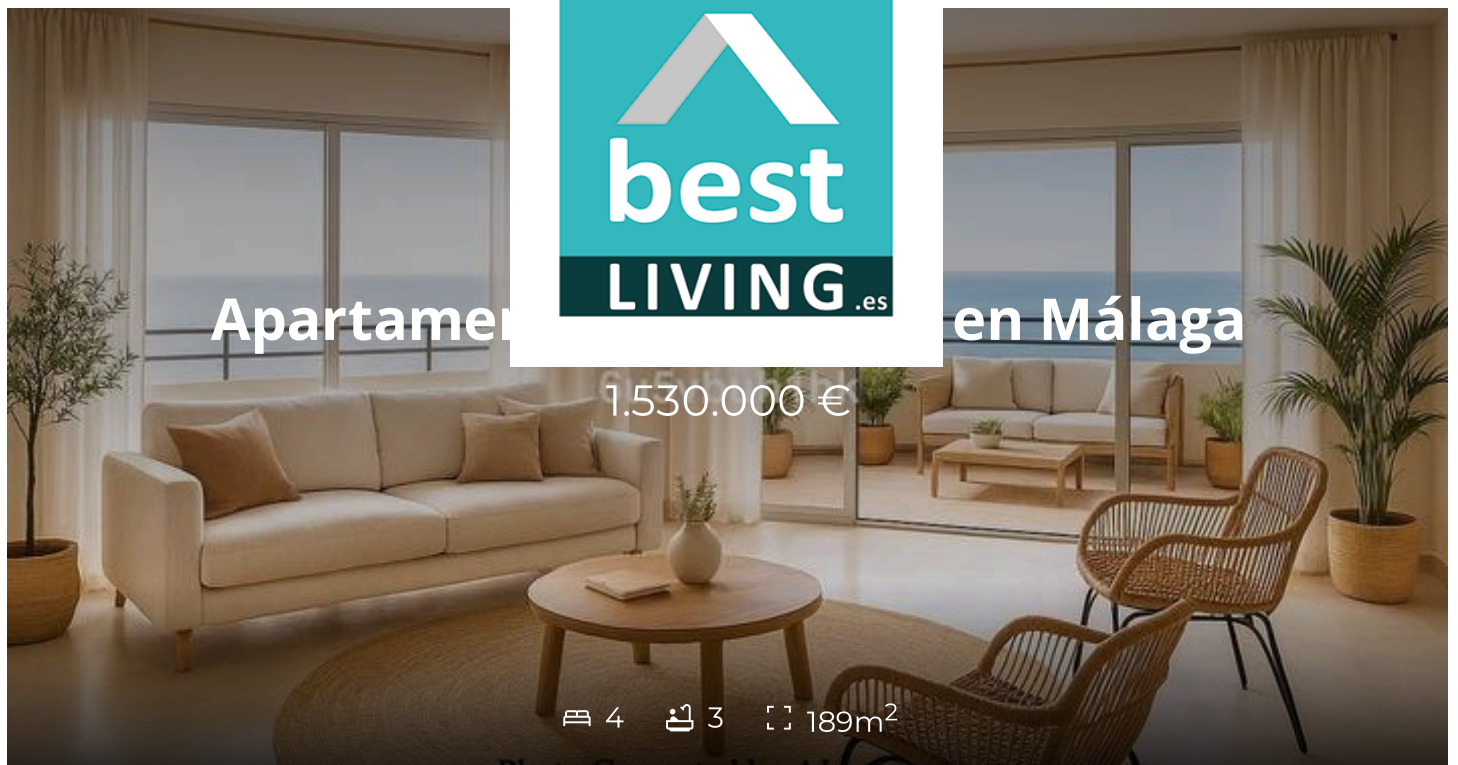 best
LIVING.es
Apartamen en Málaga
1.530.000 €
4 3 189m²